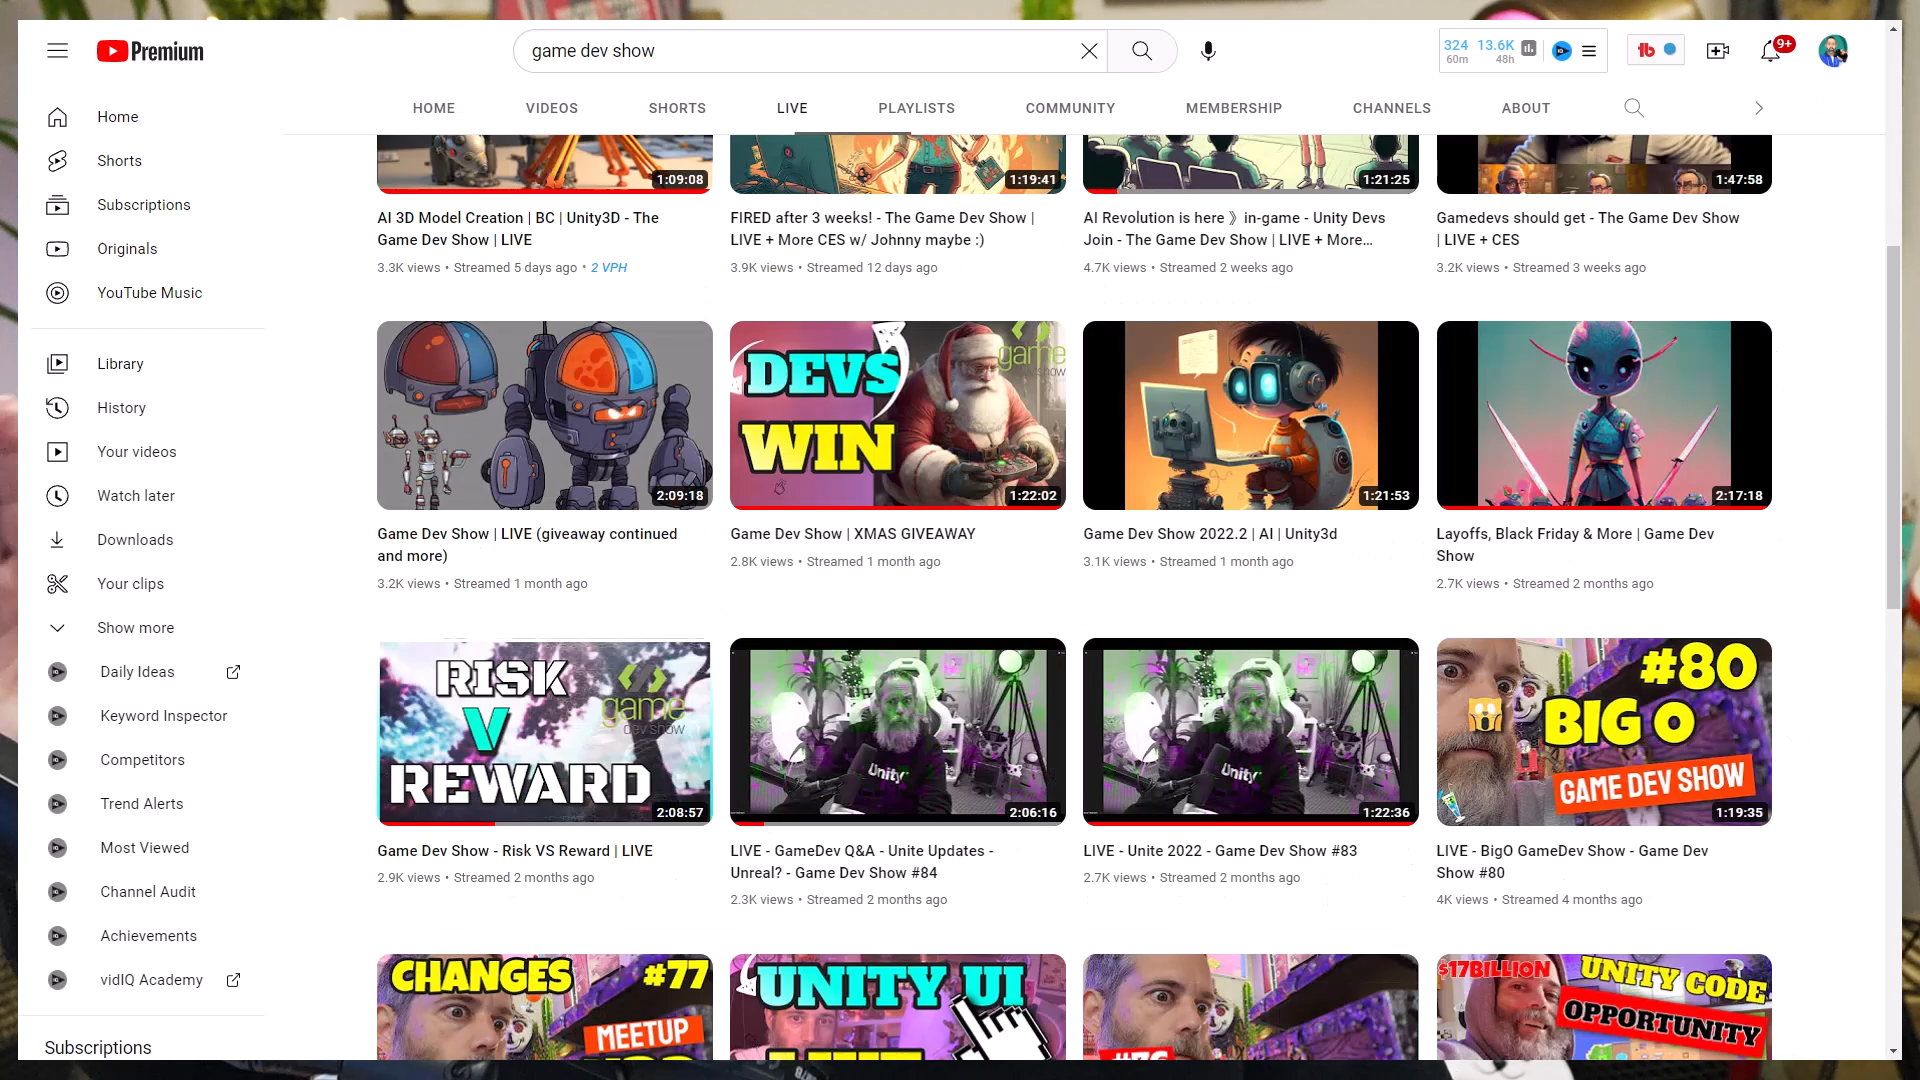 Premium
game dev show
324 13.6K
60m 48h
9+
HOME VIDEOS SHORTS LIVE PLAYLISTS COMMUNITY MEMBERSHIP CHANNELS ABOUT
Home
Shorts
Subscriptions
Originals
YouTube Music
Library
History
Your videos
Watch later
Downloads
Your clips
Show more
Daily Ideas
Keyword Inspector
Competitors
Trend Alerts
Most Viewed
Channel Audit
Achievements
vidIQ Academy
Subscriptions
1:09:08
AI 3D Model Creation | BC | Unity3D - The
Game Dev Show | LIVE
3.3K views • Streamed 5 days ago • 2 VPH
1:19:41
FIRED after 3 weeks! - The Game Dev Show |
LIVE + More CES w/ Johnny maybe :)
3.9K views • Streamed 12 days ago
1:21:25
AI Revolution is here 》in-game - Unity Devs
Join - The Game Dev Show | LIVE + More...
4.7K views • Streamed 2 weeks ago
1:47:58
Gamedevs should get - The Game Dev Show
| LIVE + CES
3.2K views • Streamed 3 weeks ago
2:09:18
Game Dev Show | LIVE (giveaway continued
and more)
3.2K views • Streamed 1 month ago
DEVS
WIN
game
show
1:22:02
Game Dev Show | XMAS GIVEAWAY
2.8K views • Streamed 1 month ago
1:21:53
Game Dev Show 2022.2 | AI | Unity3d
3.1K views • Streamed 1 month ago
2:17:18
Layoffs, Black Friday & More | Game Dev
Show
2.7K views • Streamed 2 months ago
RISK
V
REWARD
game
dev show
2:08:57
Game Dev Show - Risk VS Reward | LIVE
2.9K views • Streamed 2 months ago
Unity
2:06:16
LIVE - GameDev Q&A - Unite Updates -
Unreal? - Game Dev Show #84
2.3K views • Streamed 2 months ago
Unity
1:22:36
LIVE - Unite 2022 - Game Dev Show #83
2.7K views • Streamed 2 months ago
#80
BIG O
GAME DEV SHOW
1:19:35
LIVE - BigO GameDev Show - Game Dev
Show #80
4K views • Streamed 4 months ago
CHANGES #77
MEETUP
UNITY UI
LIVE
#76
$17BILLION
UNITY CODE
OPPORTUNITY